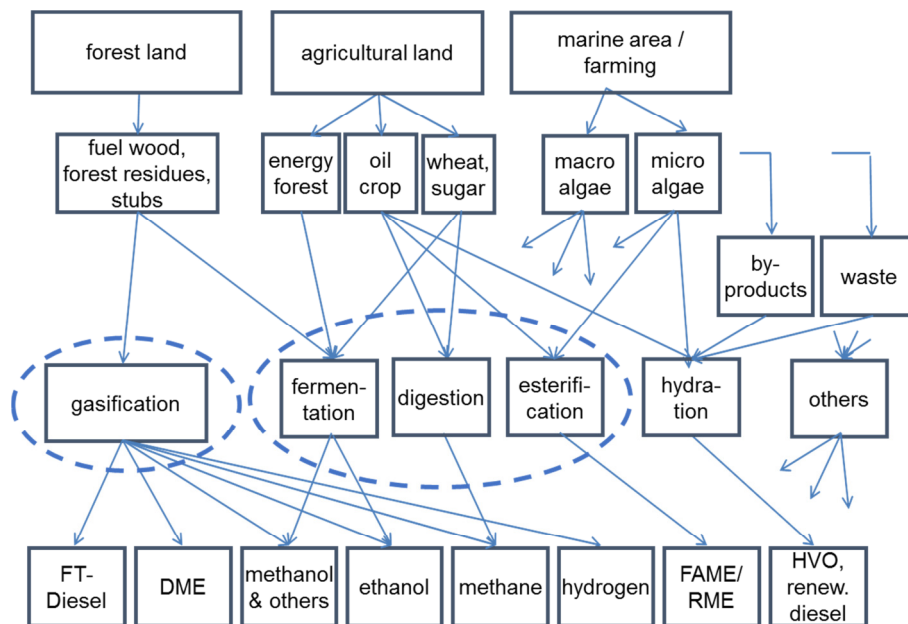 forest land
agricultural land
marine area /
farming
fuel wood,
forest residues,
stubs
energy
forest
oil
crop
wheat,
sugar
macro
algae
micro
algae
by-
products
waste
gasification
fermen-
tation
digestion
esterifi-
cation
hydra-
tion
others
FT-
Diesel
DME
methanol
& others
ethanol
methane
hydrogen
FAME/
RME
HVO,
renew.
diesel